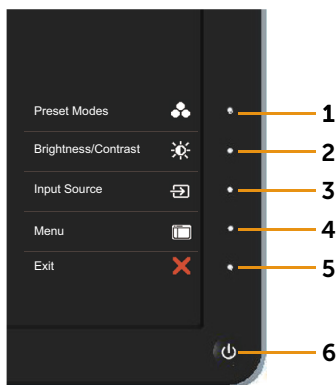 Preset Modes 1
Brightness/Contrast 2
Input Source 3
Menu 4
Exit 5
6